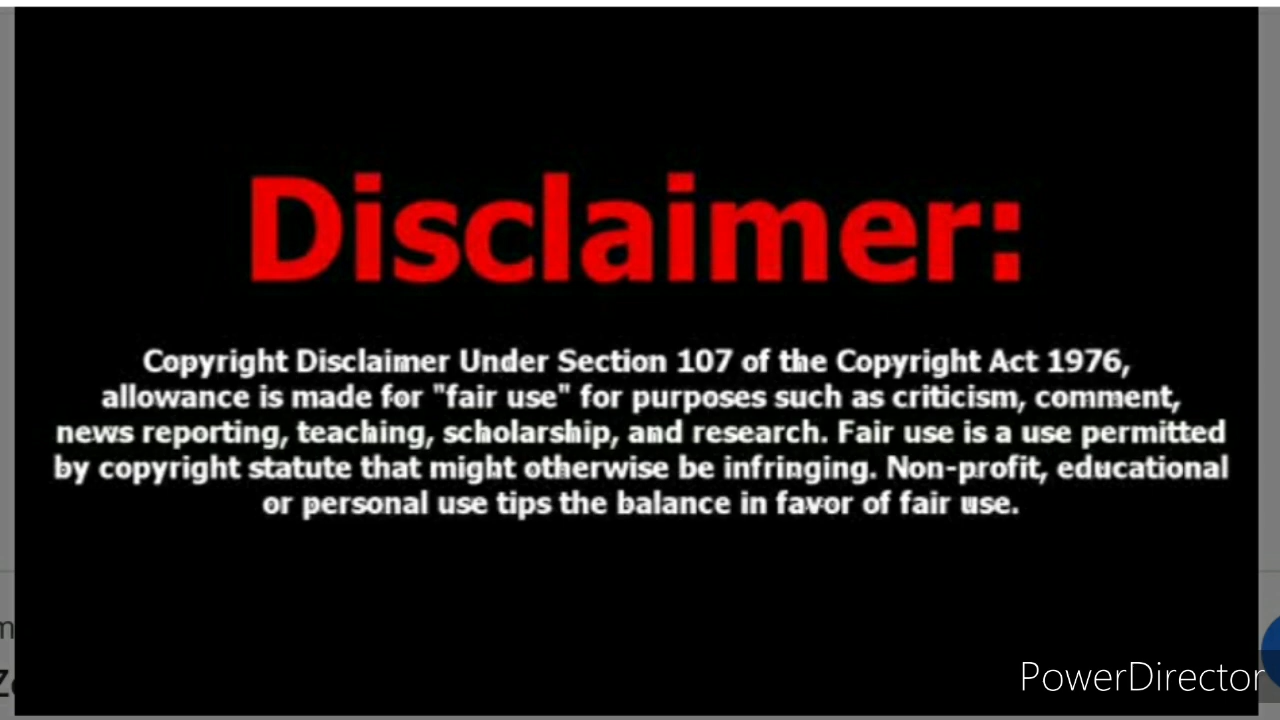 Disclaimer:
Copyright Disclaimer Under Section 107 of the Copyright Act 1976,
allowance is made for "fair use" for purposes such as criticism, comment,
news reporting, teaching, scholarship, and research. Fair use is a use permitted
by copyright statute that might otherwise be infringing. Non-profit, educational
or personal use tips the balance in favor of fair use.
PowerDirector